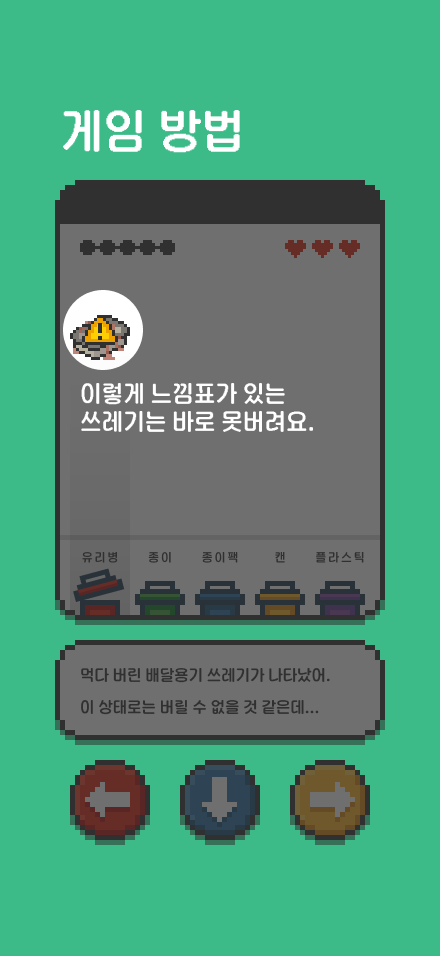 게임 방법
이렇게 느낌표가 있는
쓰레기는 바로 못버려요.
유리병 종이 종이팩 캔 플라스틱
먹다 버린 배달용기 쓰레기가 나타났어.
이 상태로는 버릴 수 없을 것 같은데...